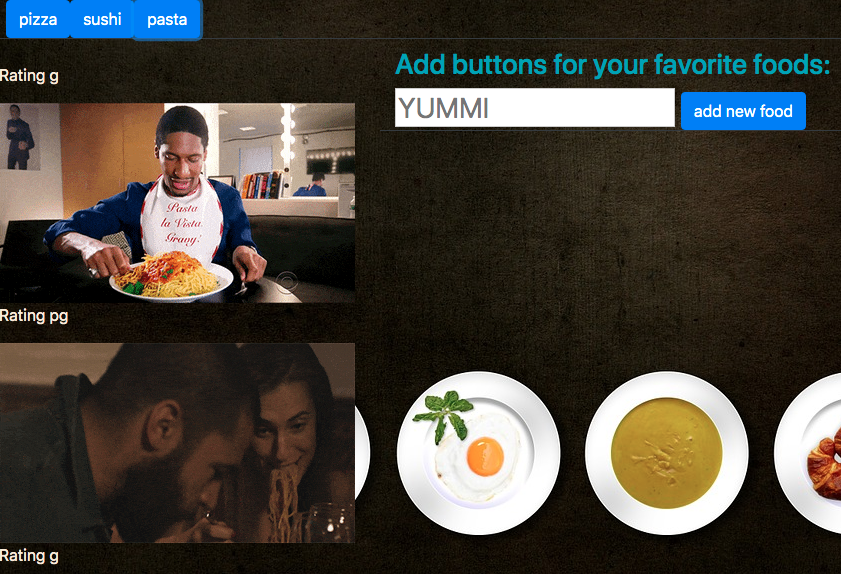 pizza sushi pasta
Add buttons for your favorite foods:
YUMMI add new food
Rating g
Pasta
la Vista
Grany!
Rating pg
Rating g